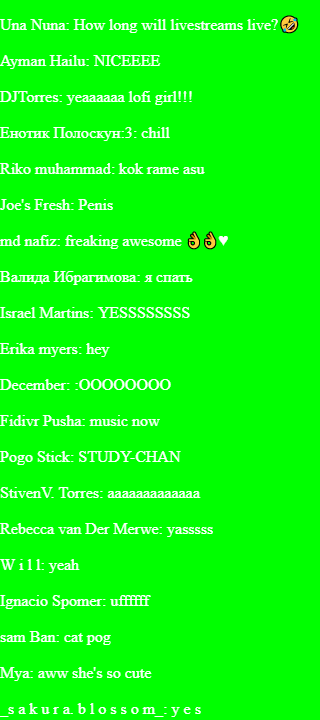 Una Nuna: How long will livestreams live?🤣
Ayman Hailu: NICEEEE
DJTorres: yeaaaaaa lofi girl!!!
Енотик Полоскун:3: chill
Riko muhammad: kok rame asu
Joe's Fresh: Penis
md nafiz: freaking awesome 👌👌♥
Валида Ибрагимова: я спать
Israel Martins: YESSSSSSSS
Erika myers: hey
December: :OOOOOOOO
Fidivr Pusha: music now
Pogo Stick: STUDY-CHAN
StivenV. Torres: aaaaaaaaaaaaa
Rebecca van Der Merwe: yasssss
W i l l: yeah
Ignacio Spomer: uffffff
sam Ban: cat pog
Mya: aww she's so cute
_s a k u r a. b l o s s o m_: y e s